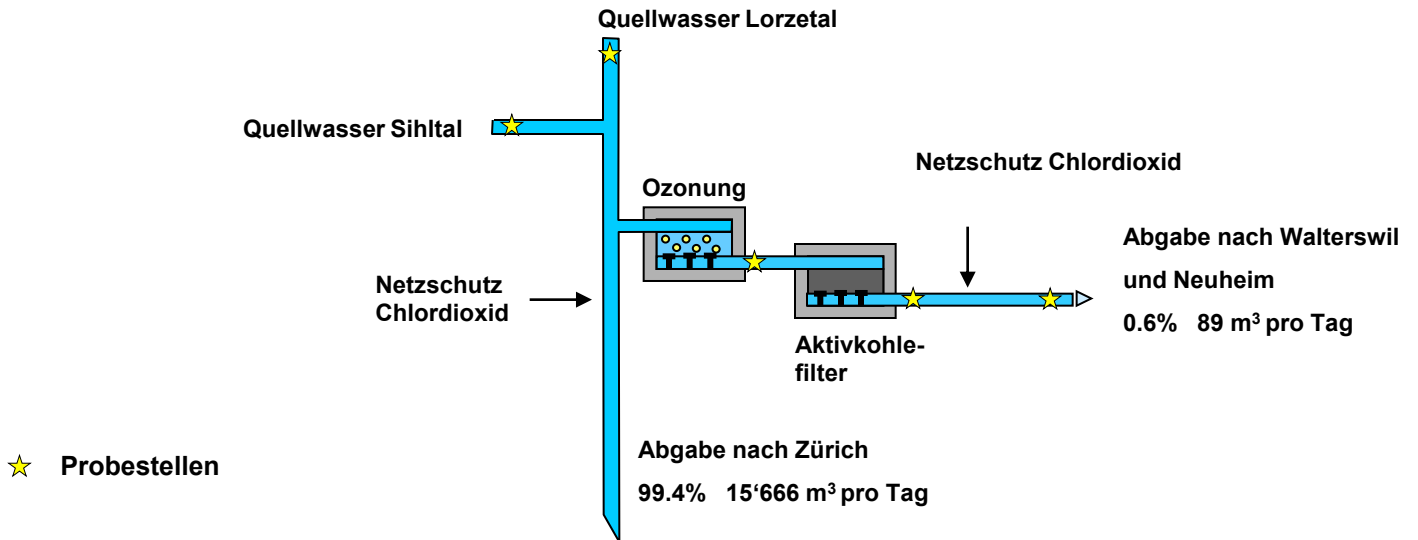 Quellwasser Lorzetal
Quellwasser Sihltal
Netzschutz Chlordioxid
Ozonung
Abgabe nach Walterswil
und Neuheim
0.6% 89 m³ pro Tag
Netzschutz
Chlordioxid
Aktivkohle-
filter
Abgabe nach Zürich
99.4% 15‘666 m³ pro Tag
Probestellen